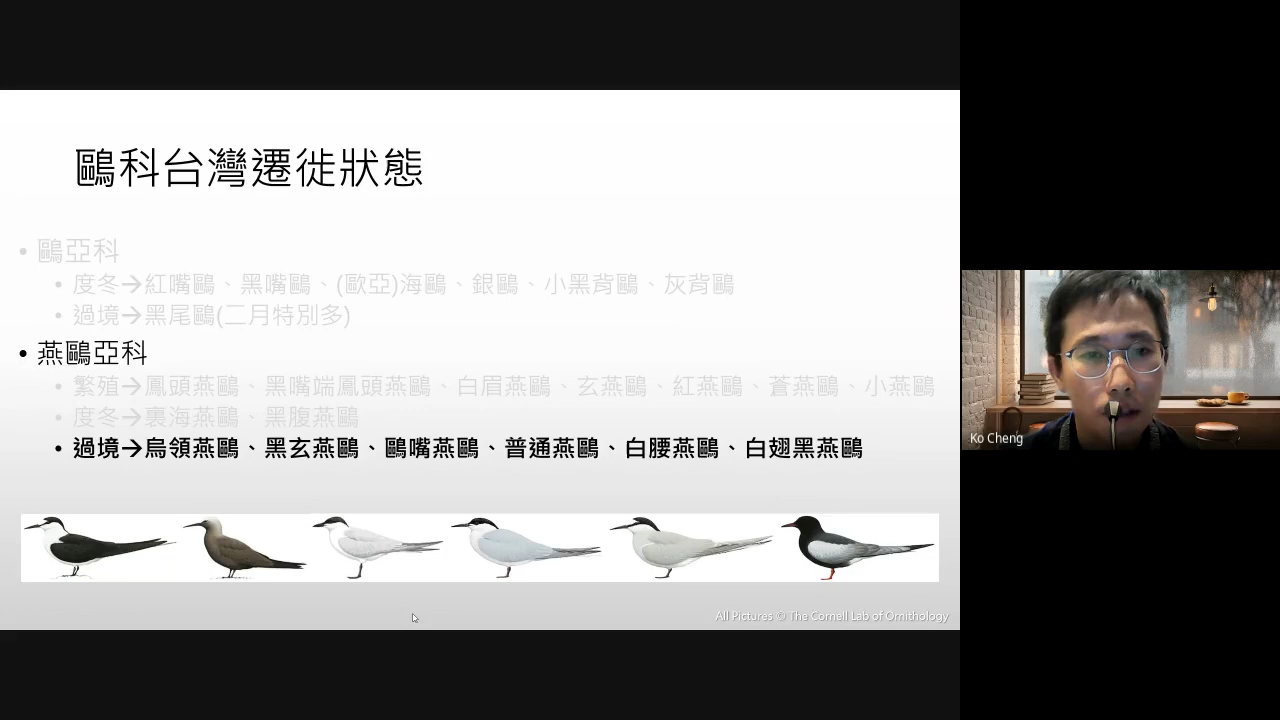 鷗科台灣遷徙狀態
• 鷗亞科
• 度冬→紅嘴鷗、黑嘴鷗、(歐亞)海鷗、銀鷗、小黑背鷗、灰背鷗
• 過境→黑尾鷗(二月特別多)
• 燕鷗亞科
• 繁殖→鳳頭燕鷗、黑嘴端鳳頭燕鷗、白眉燕鷗、玄燕鷗、紅燕鷗、蒼燕鷗、小燕鷗
• 度冬→裏海燕鷗、黑腹燕鷗
• 過境→烏領燕鷗、黑玄燕鷗、鷗嘴燕鷗、普通燕鷗、白腰燕鷗、白翅黑燕鷗
All Pictures © The Cornell Lab of Ornithology
Ko Cheng